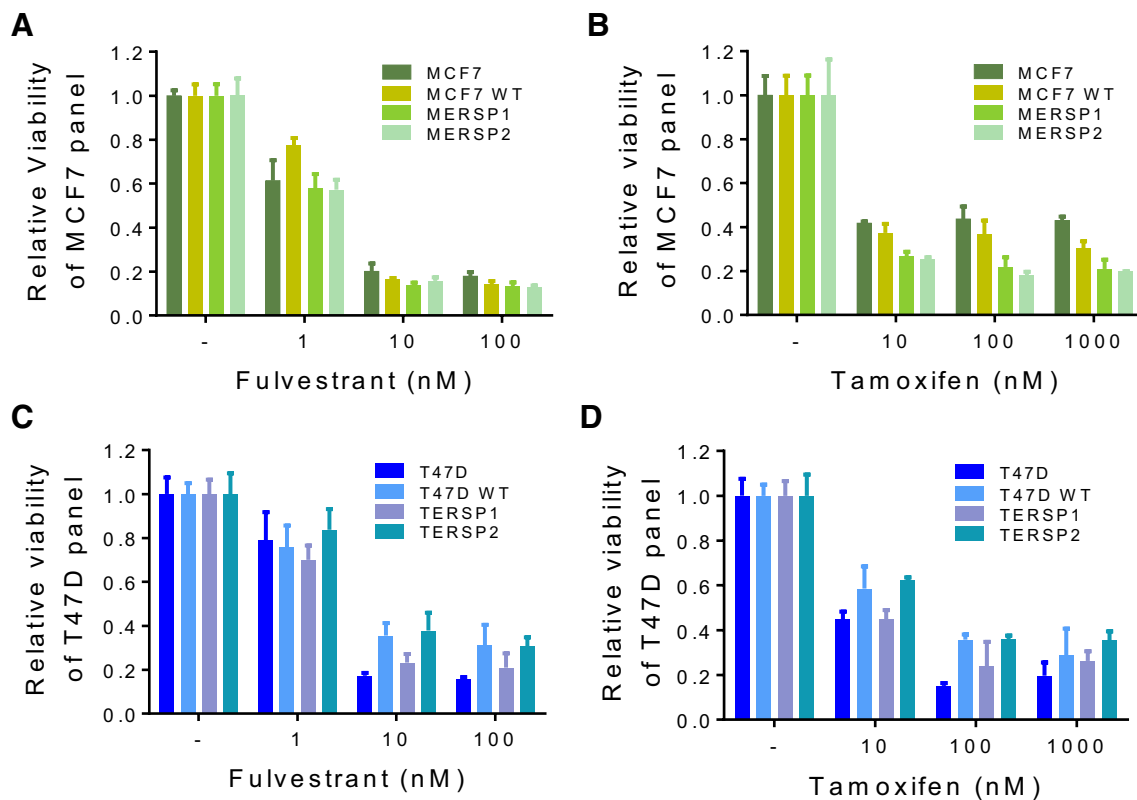 A
Relative Viability
of MCF7 panel
1.2
1.0
0.8
0.6
0.4
0.2
0.0
MCF7
MCF7 WT
MERSP1
MERSP2
- 1 10 100
Fulvestrant (nM)
B
Relative viability
of MCF7 panel
1.2
1.0
0.8
0.6
0.4
0.2
0.0
MCF7
MCF7 WT
MERSP1
MERSP2
- 10 100 1000
Tamoxifen (nM)
C
Relative viability
of T47D panel
1.2
1.0
0.8
0.6
0.4
0.2
0.0
T47D
T47D WT
TERSP1
TERSP2
- 1 10 100
Fulvestrant (nM)
D
Relative viability
of T47D panel
1.2
1.0
0.8
0.6
0.4
0.2
0.0
T47D
T47D WT
TERSP1
TERSP2
- 10 100 1000
Tamoxifen (nM)